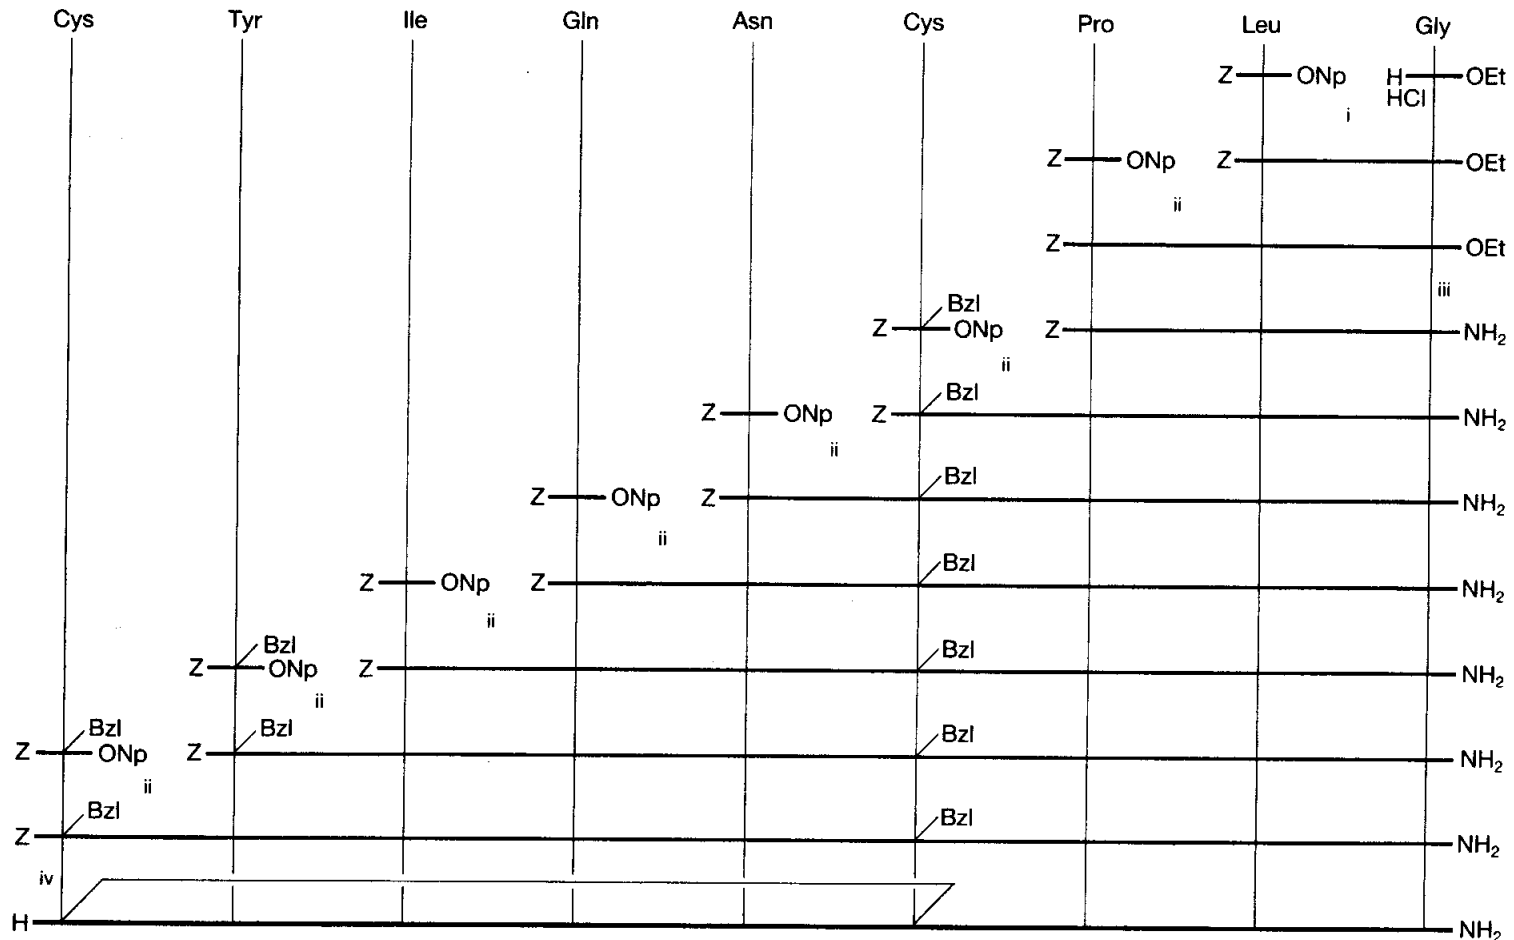 Cys Tyr Ile Gln Asn Cys Pro Leu Gly
Z ONp H OEt
HCl
i
Z ONp Z OEt
ii
Z OEt
iii
Bzl
Z ONp Z NH2
ii
Bzl
Z ONp Z NH2
ii
Bzl
Z ONp Z NH2
ii
Bzl
Z ONp Z NH2
ii
Bzl Bzl
Z ONp Z NH2
ii
Bzl Bzl Bzl
Z ONp Z NH2
ii
Bzl Bzl
Z NH2
iv
H NH2